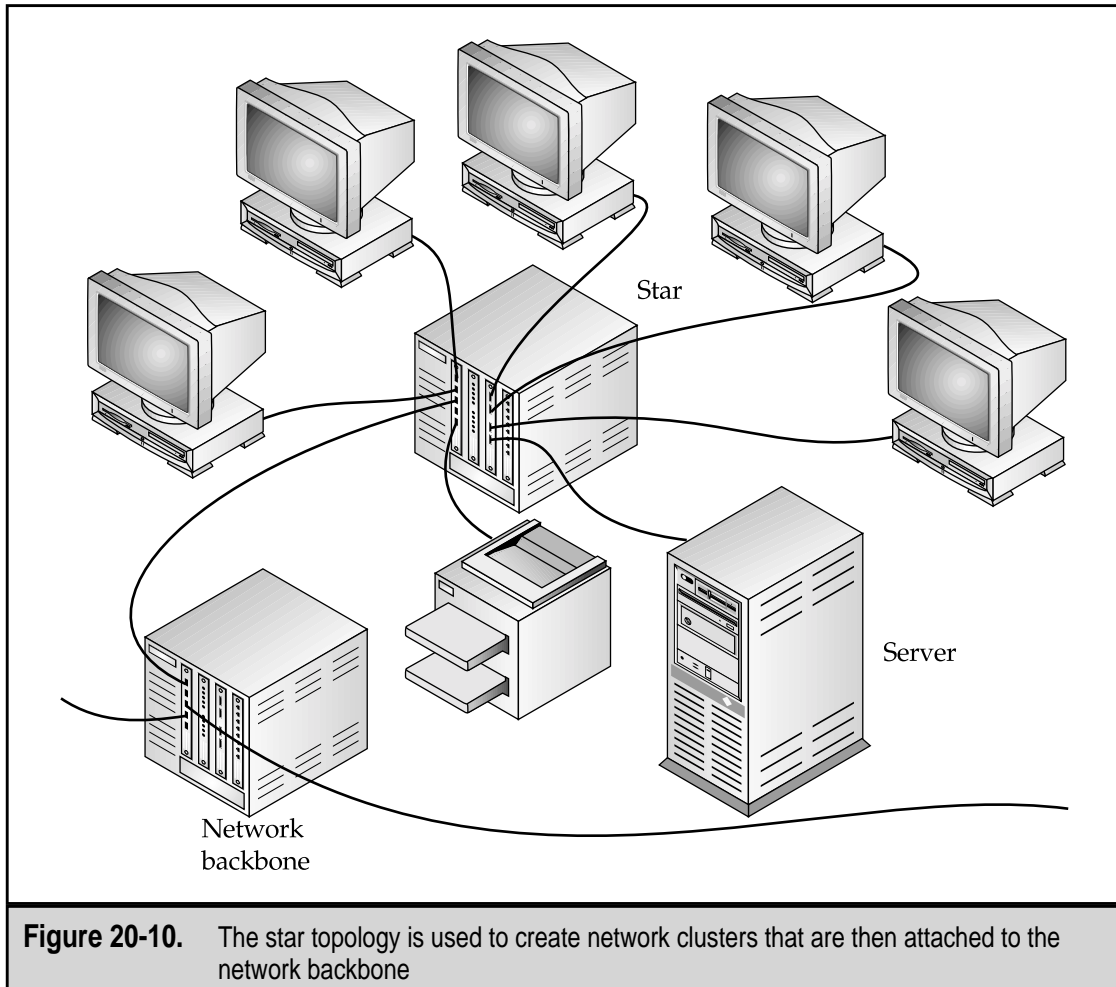 Star
Server
Network
backbone
Figure 20-10. The star topology is used to create network clusters that are then attached to the
network backbone